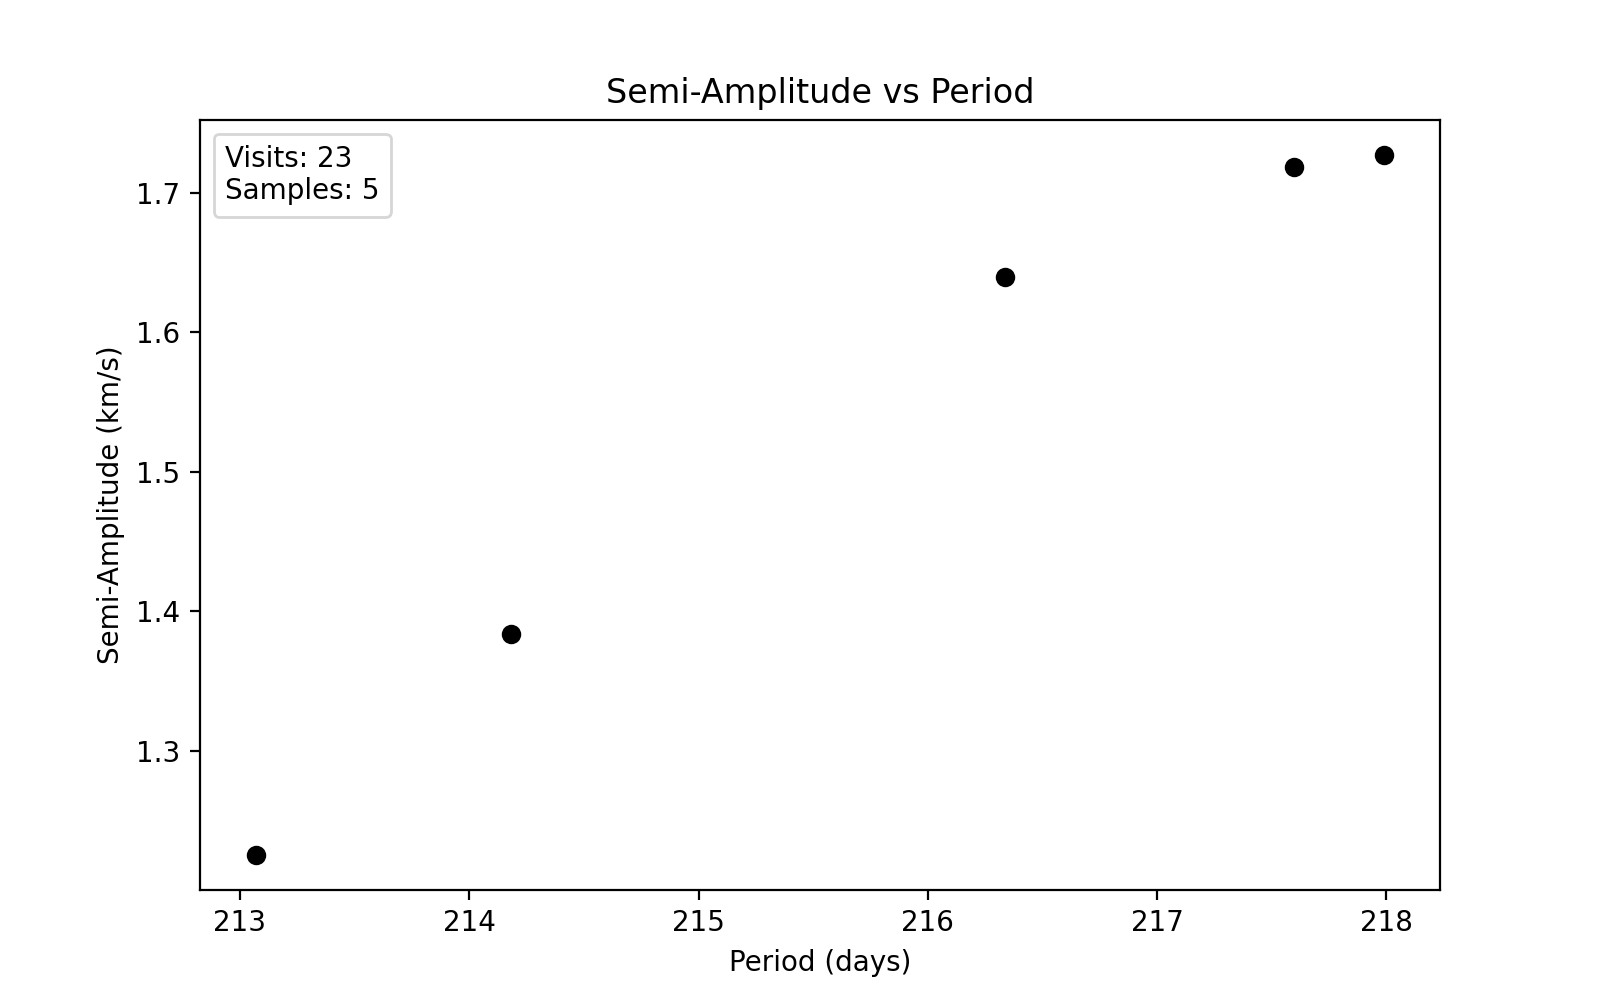 Semi-Amplitude vs Period
Visits: 23
Samples: 5
1.7
1.6
1.5
1.4
1.3
Semi-Amplitude (km/s)
213 214 215 216 217 218
Period (days)